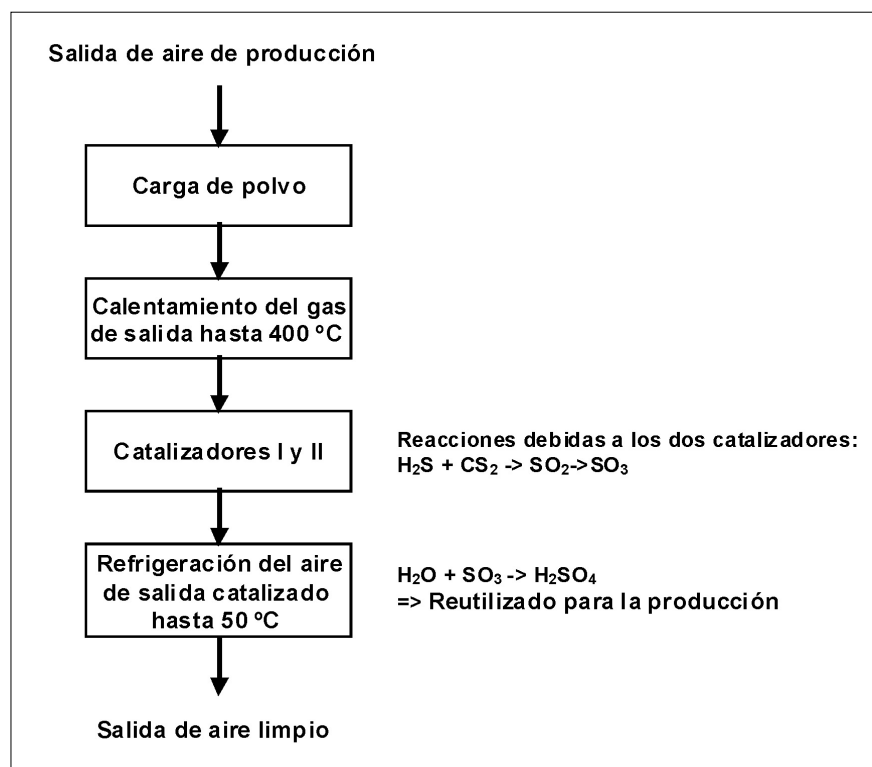 Salida de aire de producción
Carga de polvo
Calentamiento del gas
de salida hasta 400 ºC
Catalizadores I y II
Reacciones debidas a los dos catalizadores:
H₂S + CS₂ -> SO₂->SO₃
Refrigeración del aire
de salida catalizado
hasta 50 ºC
H₂O + SO₃ -> H₂SO₄
=> Reutilizado para la producción
Salida de aire limpio